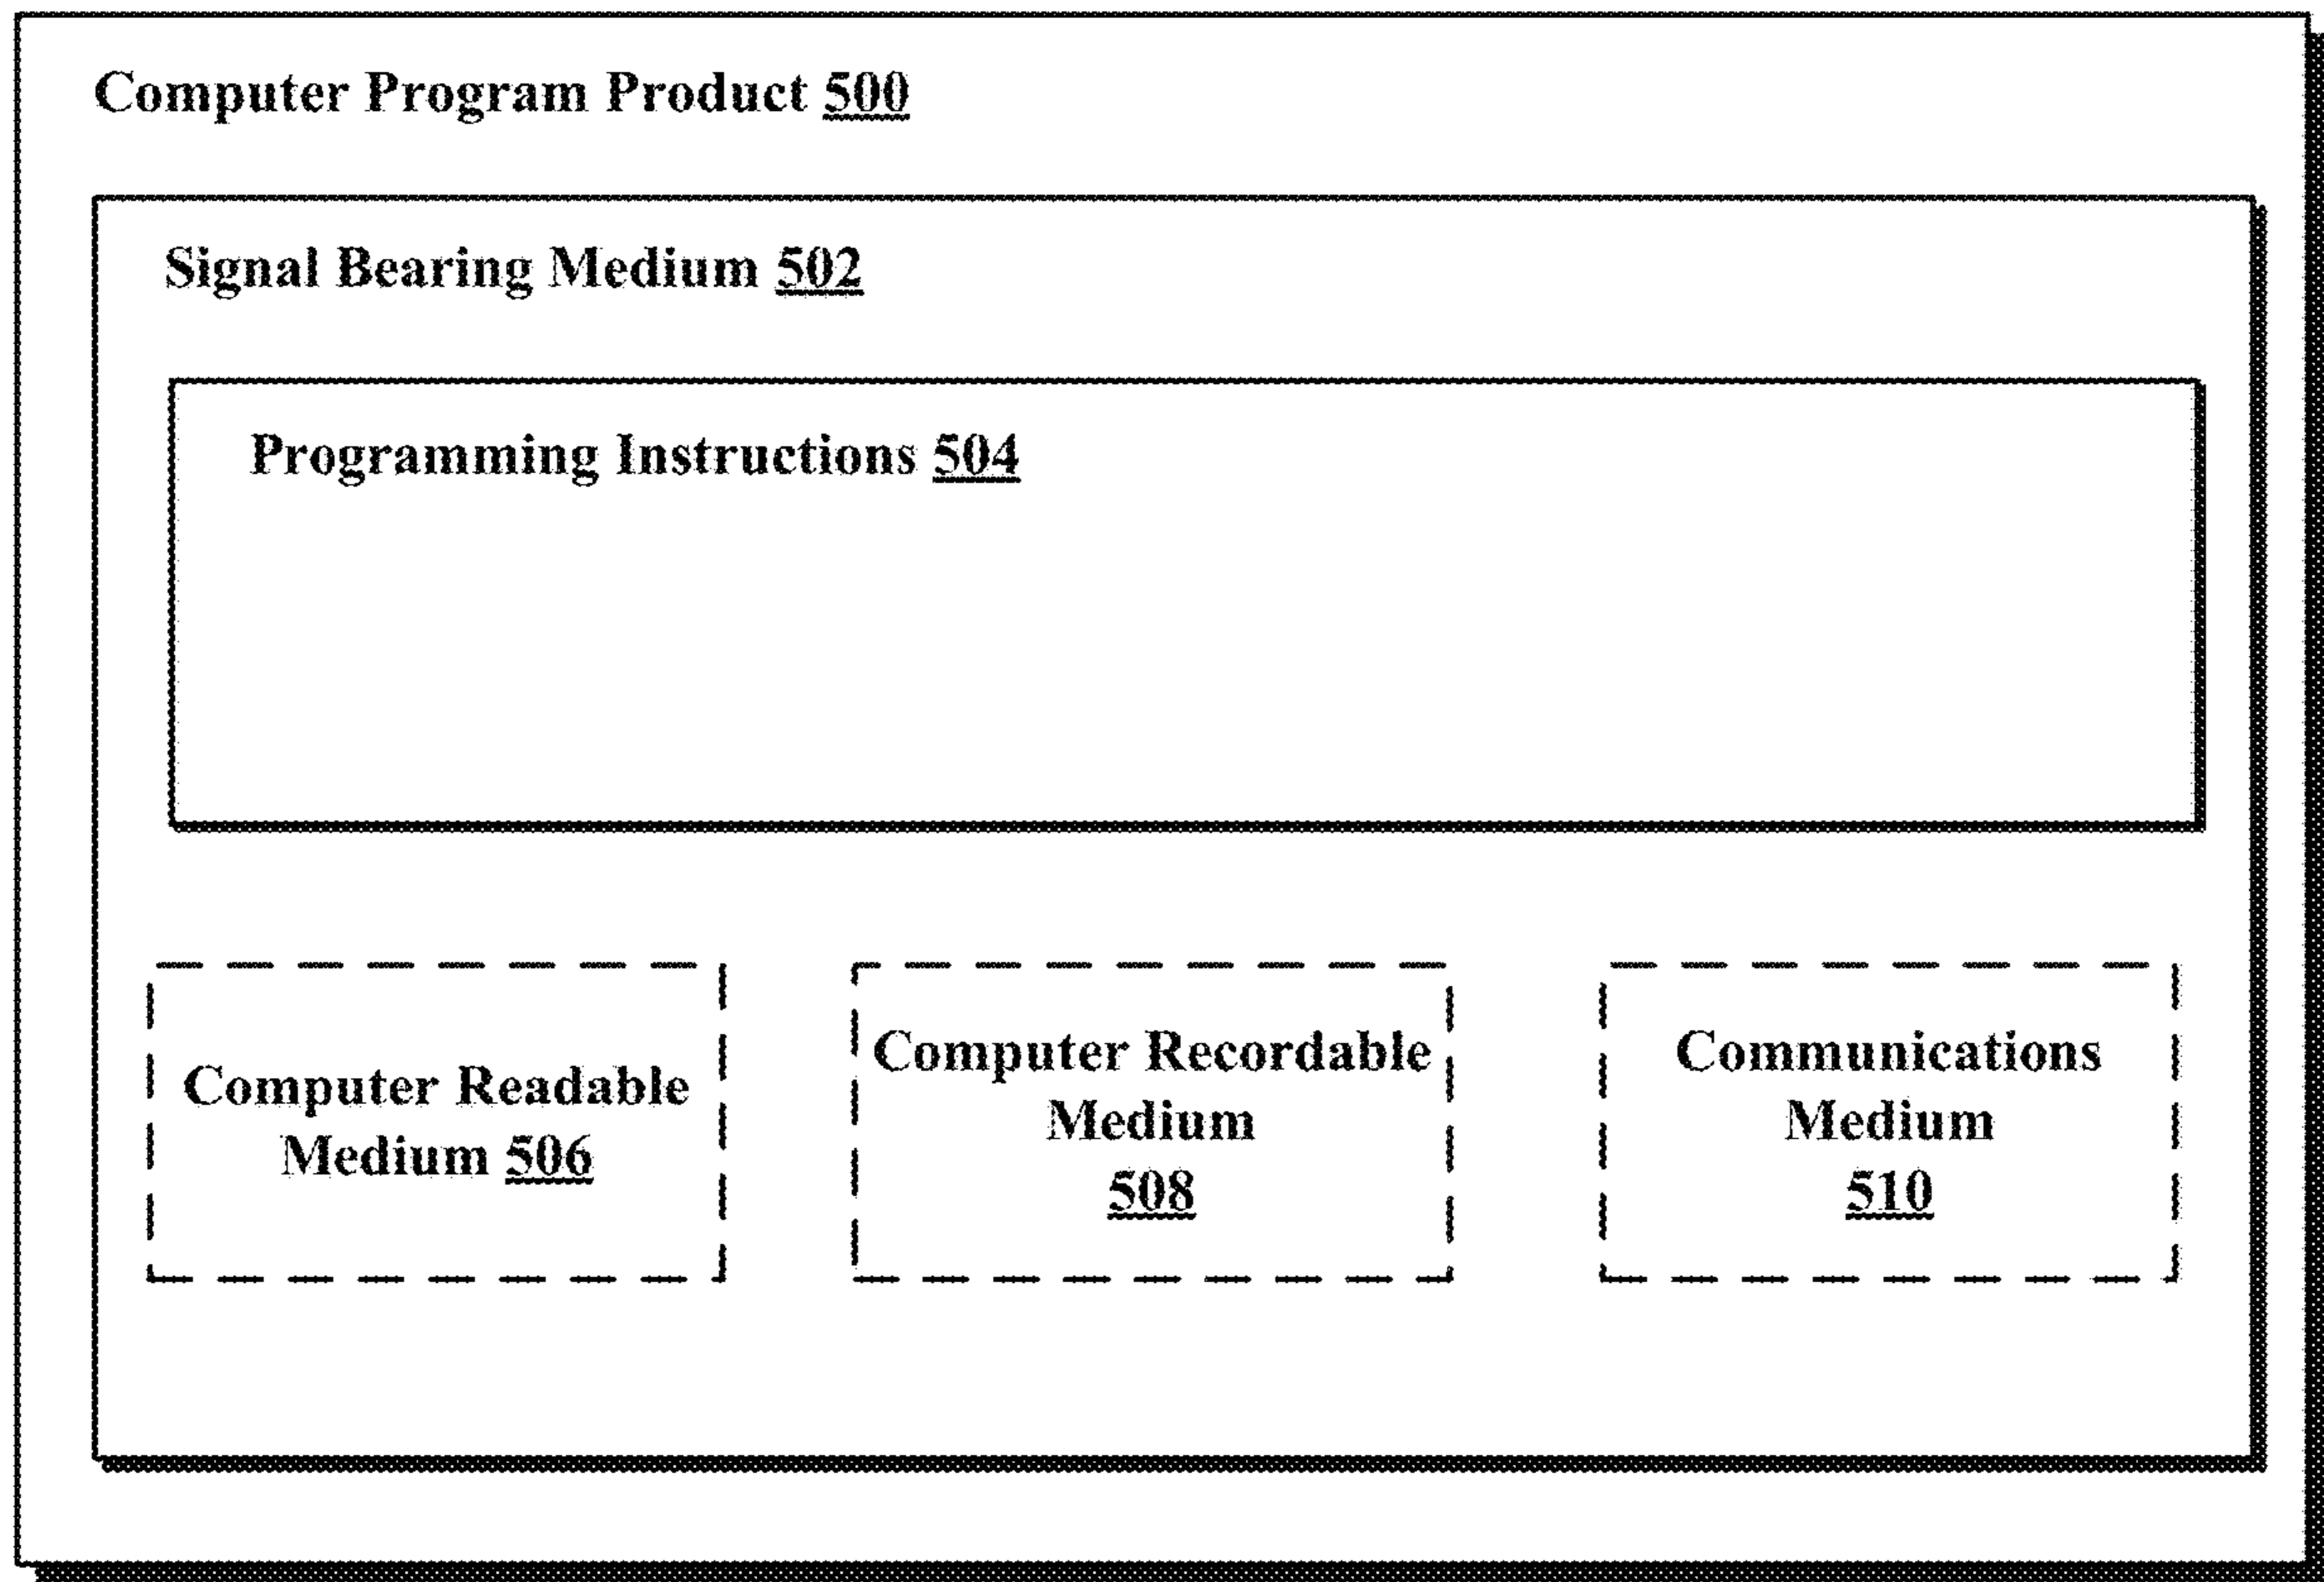 Computer Program Product 500
Signal Bearing Medium 502
Programming Instructions 504
Computer Readable
Medium 506
Computer Recordable
Medium
508
Communications
Medium
510